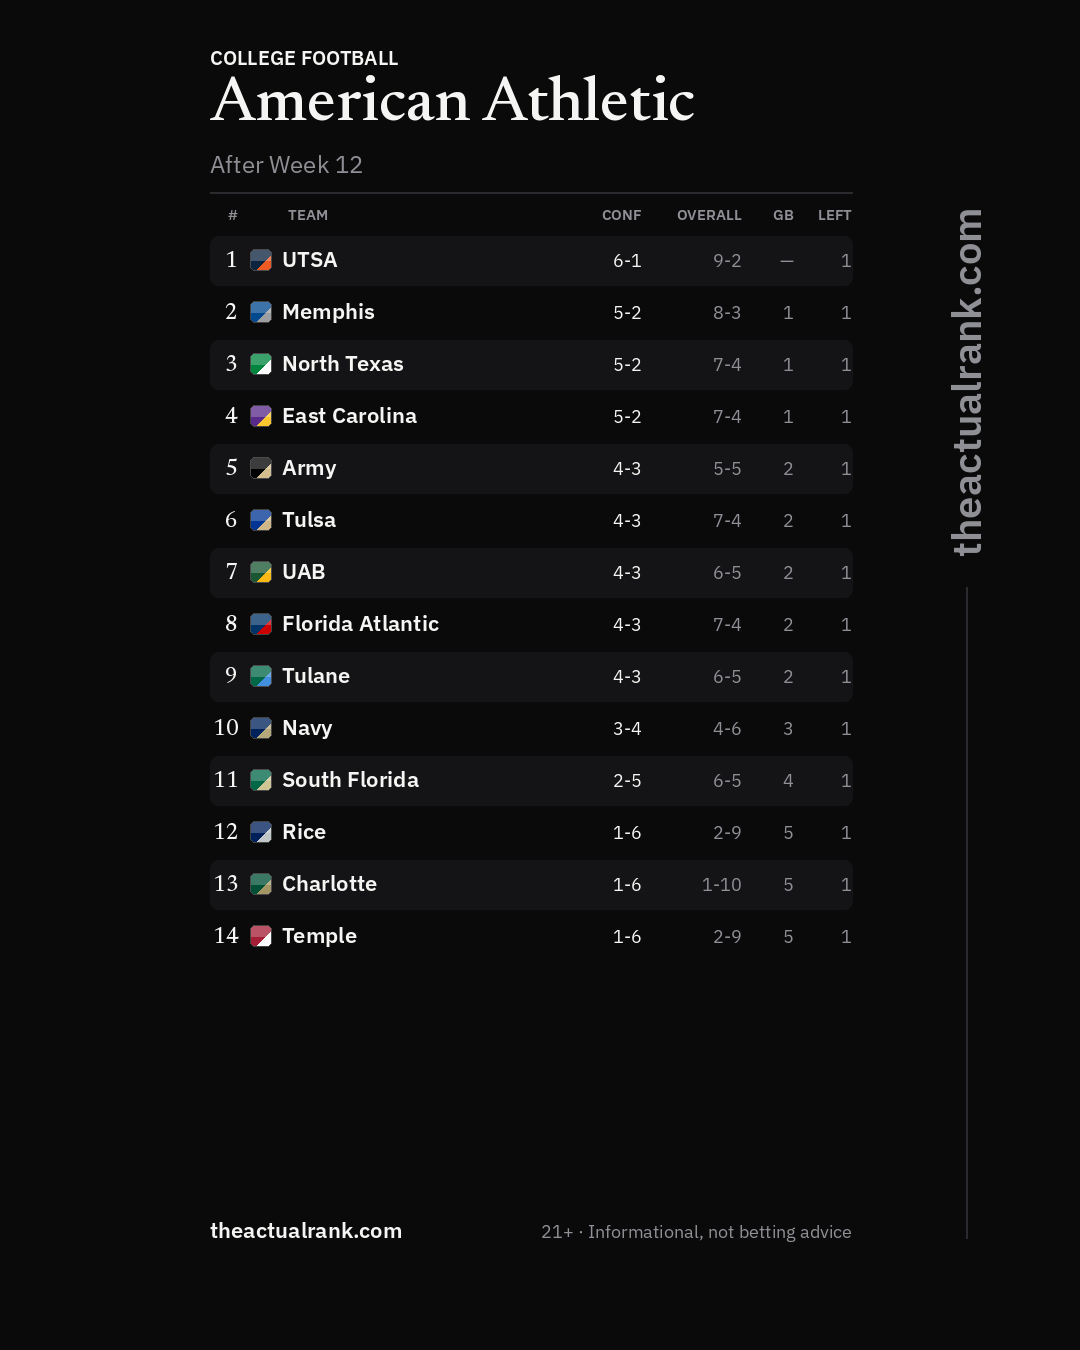 COLLEGE FOOTBALL
American Athletic
After Week 12
# TEAM CONF OVERALL GB LEFT
1 UTSA 6-1 9-2 — 1
2 Memphis 5-2 8-3 1 1
3 North Texas 5-2 7-4 1 1
4 East Carolina 5-2 7-4 1 1
5 Army 4-3 5-5 2 1
6 Tulsa 4-3 7-4 2 1
7 UAB 4-3 6-5 2 1
8 Florida Atlantic 4-3 7-4 2 1
9 Tulane 4-3 6-5 2 1
10 Navy 3-4 4-6 3 1
11 South Florida 2-5 6-5 4 1
12 Rice 1-6 2-9 5 1
13 Charlotte 1-6 1-10 5 1
14 Temple 1-6 2-9 5 1
theactualrank.com 21+ · Informational, not betting advice
theactualrank.com